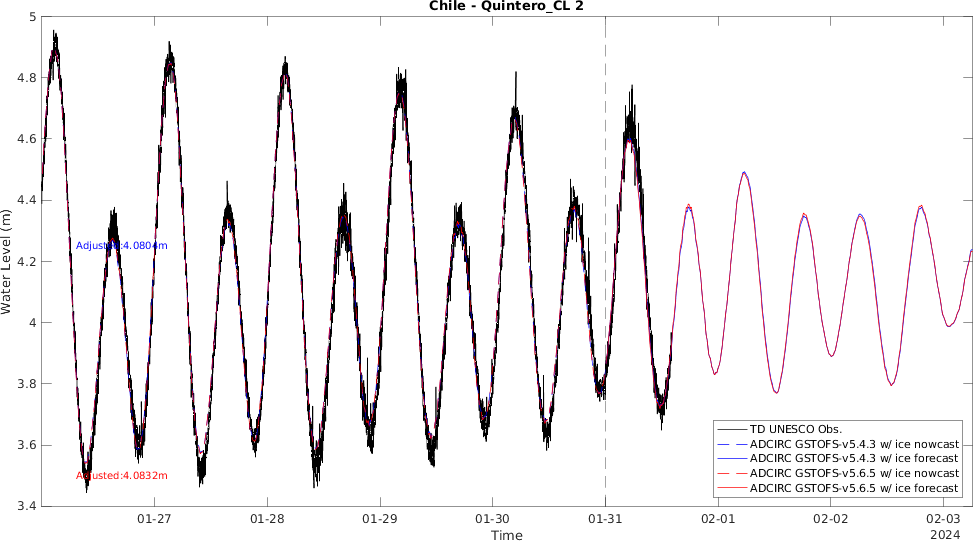 Chile - Quintero_CL 2
Water Level (m)
5
4.8
4.6
4.4
4.2
4
3.8
3.6
3.4
Adjusted:4.0804m
Adjusted:4.0832m
TD UNESCO Obs.
ADCIRC GSTOFS-v5.4.3 w/ ice nowcast
ADCIRC GSTOFS-v5.4.3 w/ ice forecast
ADCIRC GSTOFS-v5.6.5 w/ ice nowcast
ADCIRC GSTOFS-v5.6.5 w/ ice forecast
01-27 01-28 01-29 01-30 01-31 02-01 02-02 02-03
Time
2024